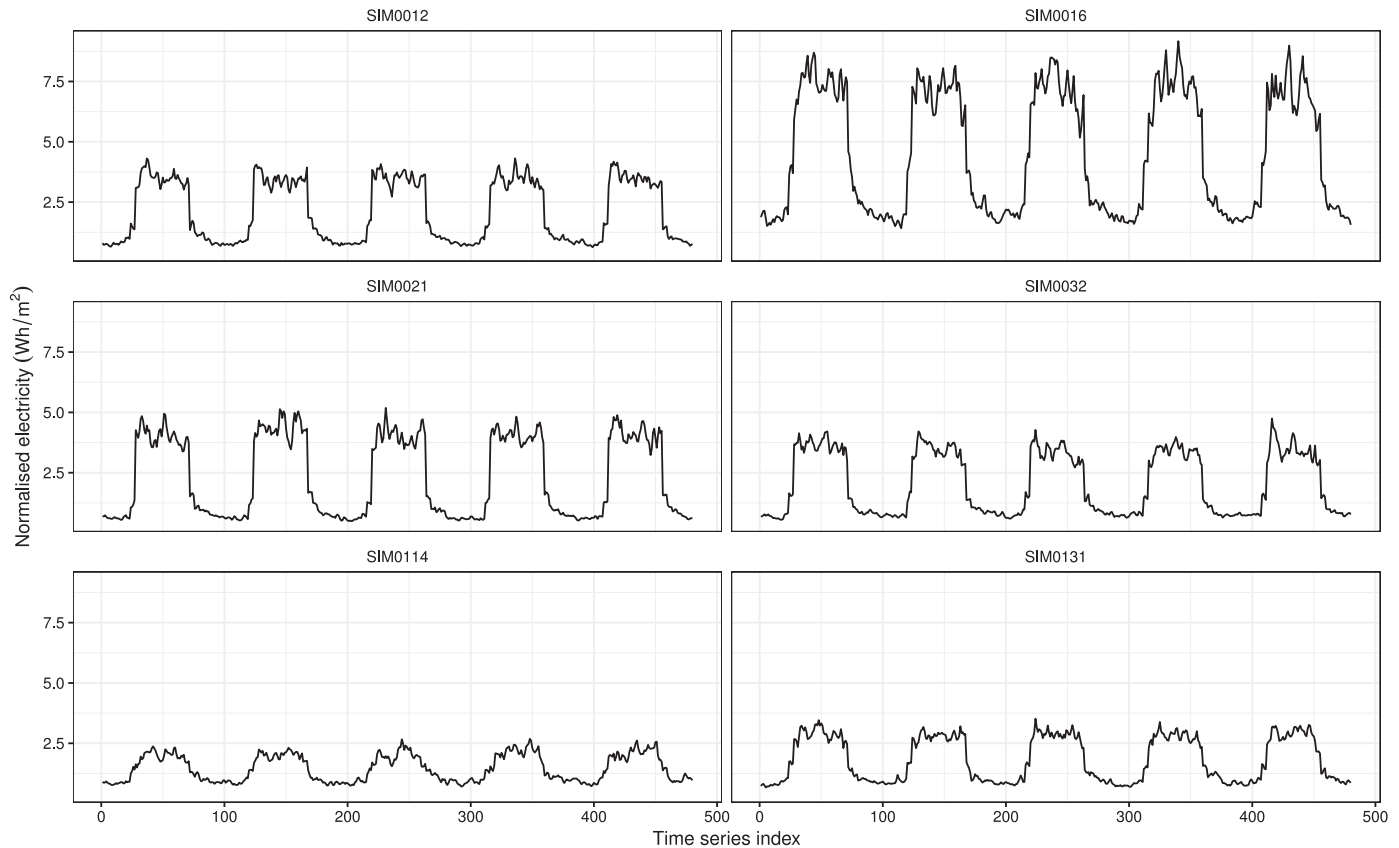 SIM0012 SIM0016
7.5
5.0
2.5
SIM0021 SIM0032
7.5
5.0
2.5
Normalised electricity (Wh/m²)
SIM0114 SIM0131
7.5
5.0
2.5
0 100 200 300 400 500 0 100 200 300 400 500
Time series index